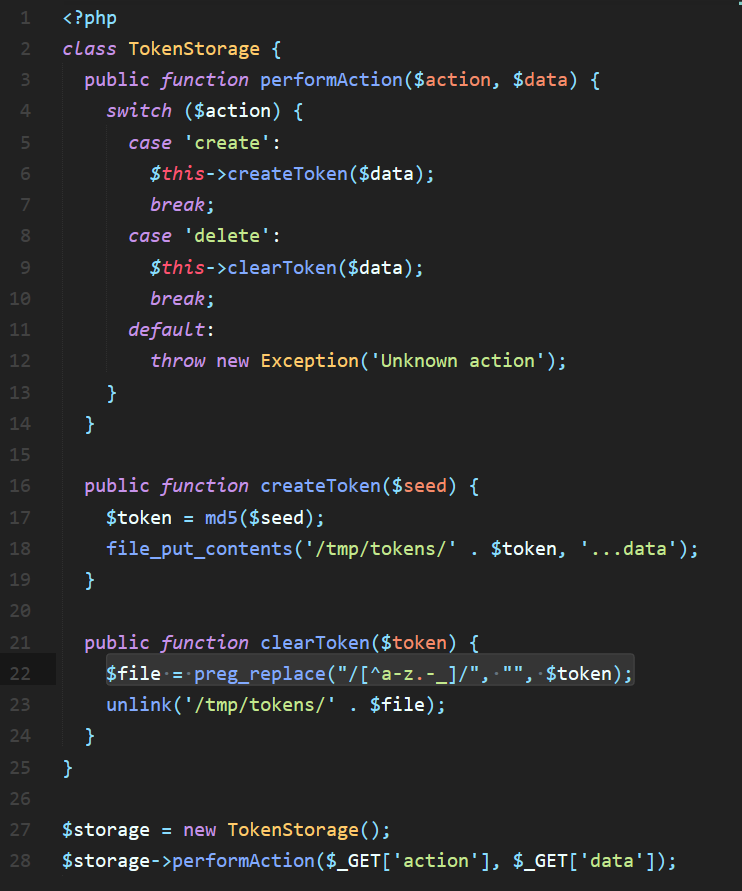 1 <?php
2 class TokenStorage {
3 public function performAction($action, $data) {
4 switch ($action) {
5 case 'create':
6 $this->createToken($data);
7 break;
8 case 'delete':
9 $this->clearToken($data);
10 break;
11 default:
12 throw new Exception('Unknown action');
13 }
14 }
15
16 public function createToken($seed) {
17 $token = md5($seed);
18 file_put_contents('/tmp/tokens/' . $token, '...data');
19 }
20
21 public function clearToken($token) {
22 $file = preg_replace("/[^a-z.-_]/", "", $token);
23 unlink('/tmp/tokens/' . $file);
24 }
25 }
26
27 $storage = new TokenStorage();
28 $storage->performAction($_GET['action'], $_GET['data']);